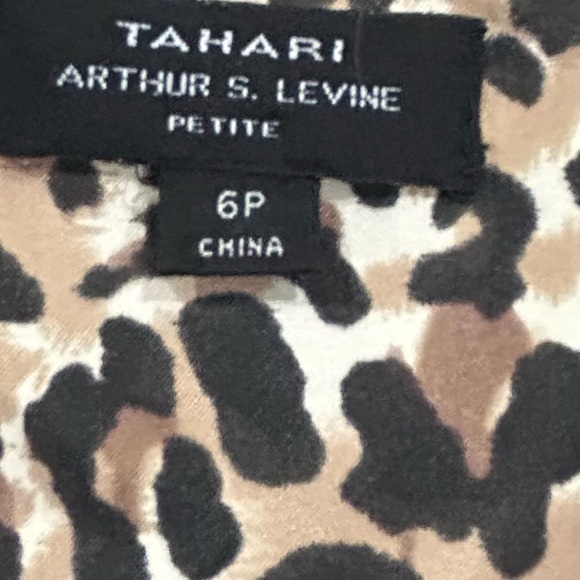 TAHARI
ARTHUR S. LEVINE
PETITE
6P
CHINA